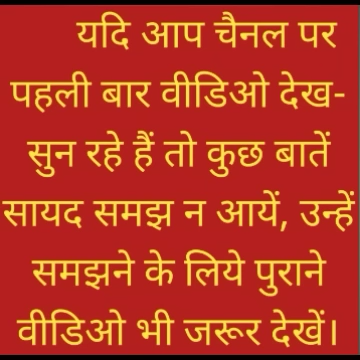 यदि आप चैनल पर
पहली बार वीडिओ देख-
सुन रहे हैं तो कुछ बातें
सायद समझ न आयें, उन्हें
समझने के लिये पुराने
वीडिओ भी जरूर देखें।